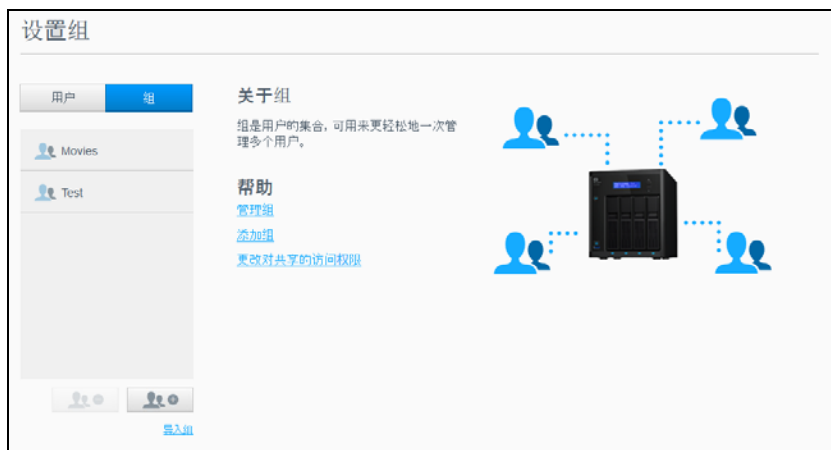 设置组
用户
组
Movies
Test
导入组
关于组
组是用户的集合, 可用来更轻松地一次管
理多个用户。
帮助
管理组
添加组
更改对共享的访问权限